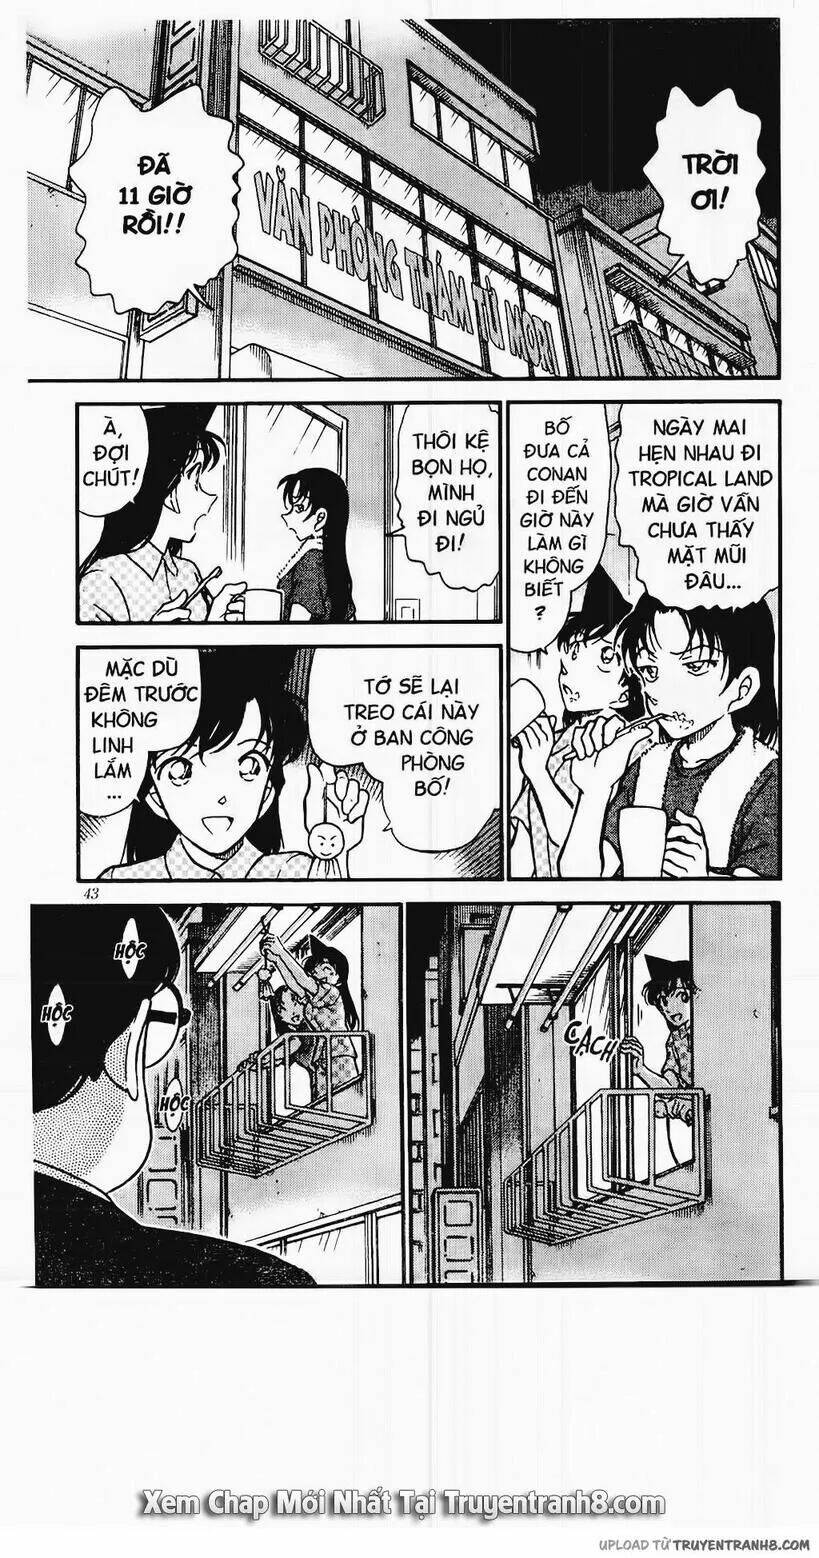 TRỜI
ƠI!
ĐÃ
11 GIỜ
RỒI!!
VĂN PHÒNG THÁM TỬ MORI
NGÀY MAI
HẸN NHAU ĐI
TROPICAL LAND
MÀ GIỜ VẪN
CHƯA THẤY
MẶT MŨI
ĐÂU...
BỐ
ĐƯA CẢ
CONAN
ĐI ĐẾN
GIỜ NÀY
LÀM GÌ
KHÔNG
BIẾT
?
THÔI KỆ
BỌN HỌ,
MÌNH
ĐI NGỦ
ĐI!
À,
ĐỢI
CHÚT!
TỚ SẼ LẠI
TREO CÁI NÀY
Ở BAN CÔNG
PHÒNG
BỐ!
MẶC DÙ
ĐÊM TRƯỚC
KHÔNG
LINH
LẮM
...
43
CẠCH
HỘC
HỘC
HỘC
Xem Chap Mới Nhất Tại Truyentranh8.com
UPLOAD TỪ TRUYENTRANH8.COM